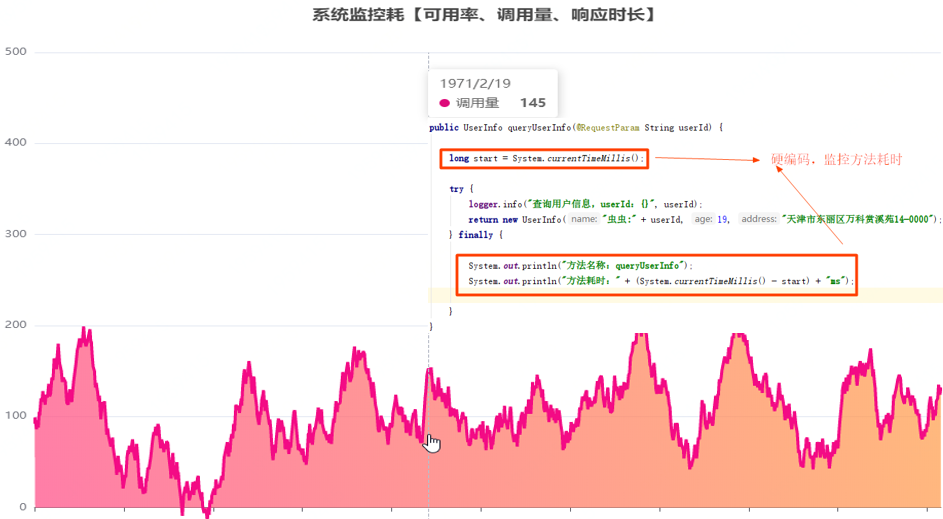 系统监控耗【可用率、调用量、响应时长】
500
1971/2/19
调用量 145
public UserInfo queryUserInfo(@RequestParam String userId) {
400
long start = System.currentTimeMillis();
硬编码，监控方法耗时
try {
logger.info("查询用户信息，userId：{}", userId);
return new UserInfo( name: "虫虫:" + userId, age: 19, address: "天津市东丽区万科赏溪苑14-0000");
300
} finally {
System.out.println("方法名称：queryUserInfo");
System.out.println("方法耗时：" + (System.currentTimeMillis() - start) + "ms");
}
200
}
100
0